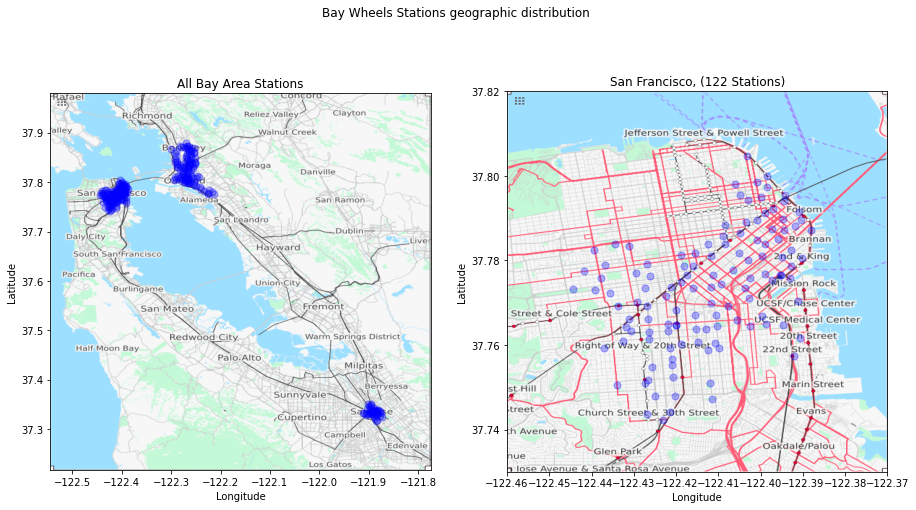 Bay Wheels Stations geographic distribution
All Bay Area Stations
37.9
37.8
37.7
37.6
37.5
37.4
37.3
Latitude
Rafael
Concord
Richmond
Reliez Valley
Clayton
Walnut Creek
Moraga
Danville
Alameda
San Ramon
San Leandro
Dublin
Daly City
South San Francisco
Hayward
Pacifica
Union City
Burlingame
San Mateo
Fremont
Redwood City
Warm Springs District
Half Moon Bay
Palo Alto
Milpitas
Berryessa
Sunnyvale
Cupertino
Campbell
Edenvale
Los Gatos
−122.5 −122.4 −122.3 −122.2 −122.1 −122.0 −121.9 −121.8
Longitude
San Francisco, (122 Stations)
37.82
37.80
37.78
37.76
37.74
Latitude
Jefferson Street & Powell Street
Folsom
Brannan
2nd & King
Mission Rock
UCSF/Chase Center
Street & Cole Street
UCSF Medical Center
20th Street
Right of Way & 20th Street
22nd Street
Marin Street
Church Street & 30th Street
Evans
Glen Park
Oakdale/Palou
Jose Avenue & Santa Rosa Avenue
−122.46 −122.45 −122.44 −122.43 −122.42 −122.41 −122.40 −122.39 −122.38 −122.37
Longitude